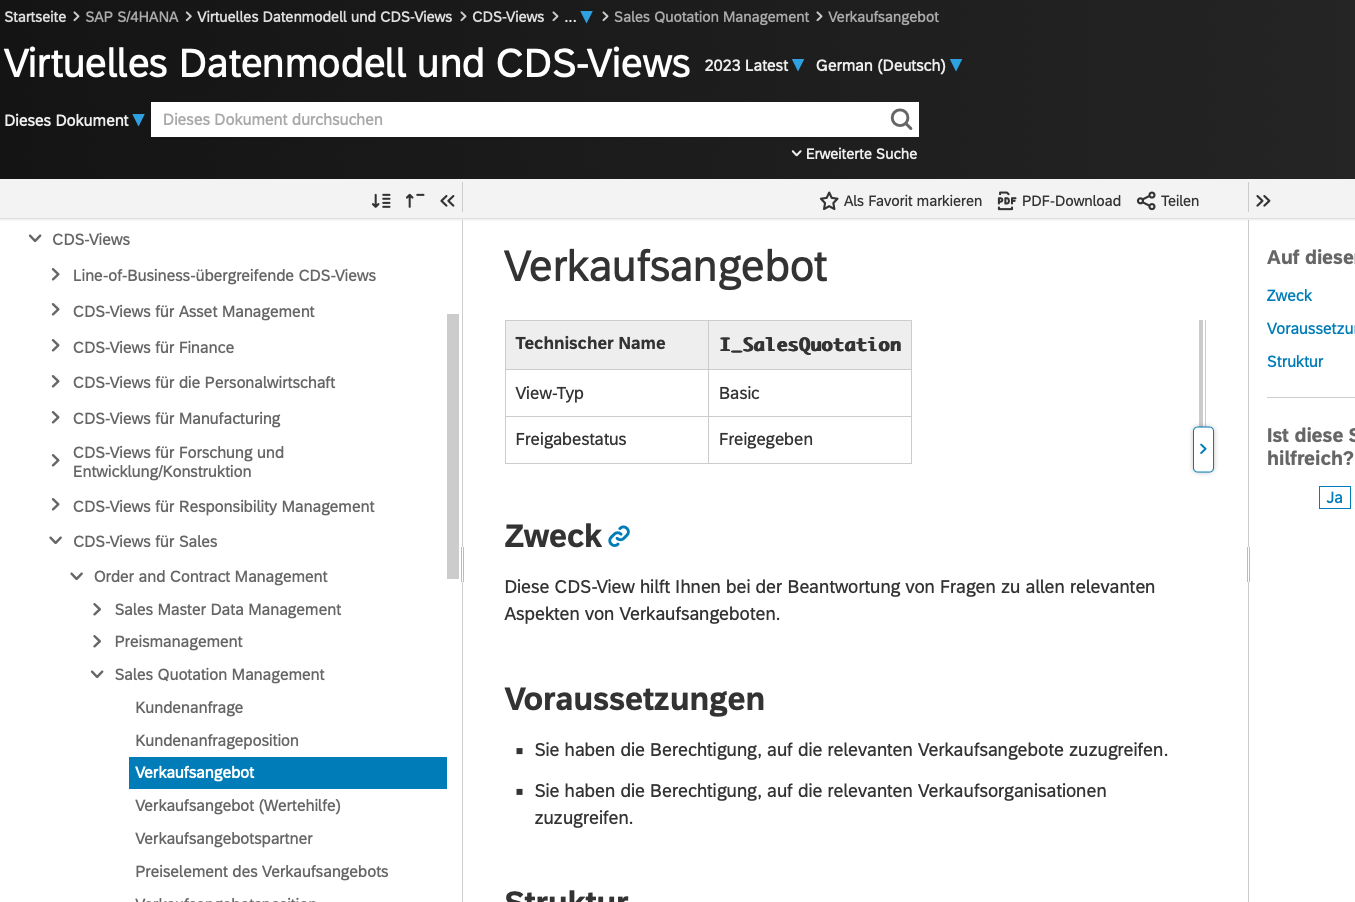 Startseite > SAP S/4HANA > Virtuelles Datenmodell und CDS-Views > CDS-Views > ... > Sales Quotation Management > Verkaufsangebot
Virtuelles Datenmodell und CDS-Views 2023 Latest German (Deutsch)
Dieses Dokument Dieses Dokument durchsuchen
Erweiterte Suche
Als Favorit markieren PDF PDF-Download Teilen
CDS-Views
Line-of-Business-übergreifende CDS-Views
CDS-Views für Asset Management
CDS-Views für Finance
CDS-Views für die Personalwirtschaft
CDS-Views für Manufacturing
CDS-Views für Forschung und
Entwicklung/Konstruktion
CDS-Views für Responsibility Management
CDS-Views für Sales
Order and Contract Management
Sales Master Data Management
Preismanagement
Sales Quotation Management
Kundenanfrage
Kundenanfrageposition
Verkaufsangebot
Verkaufsangebot (Wertehilfe)
Verkaufsangebotspartner
Preiselement des Verkaufsangebots
Verkaufsangebotsposition
Verkaufsangebot
Technischer Name I_SalesQuotation
View-Typ Basic
Freigabestatus Freigegeben
Zweck
Diese CDS-View hilft Ihnen bei der Beantwortung von Fragen zu allen relevanten
Aspekten von Verkaufsangeboten.
Voraussetzungen
Sie haben die Berechtigung, auf die relevanten Verkaufsangebote zuzugreifen.
Sie haben die Berechtigung, auf die relevanten Verkaufsorganisationen
zuzugreifen.
Struktur
Auf diese
Zweck
Voraussetzu
Struktur
Ist diese S
hilfreich?
Ja